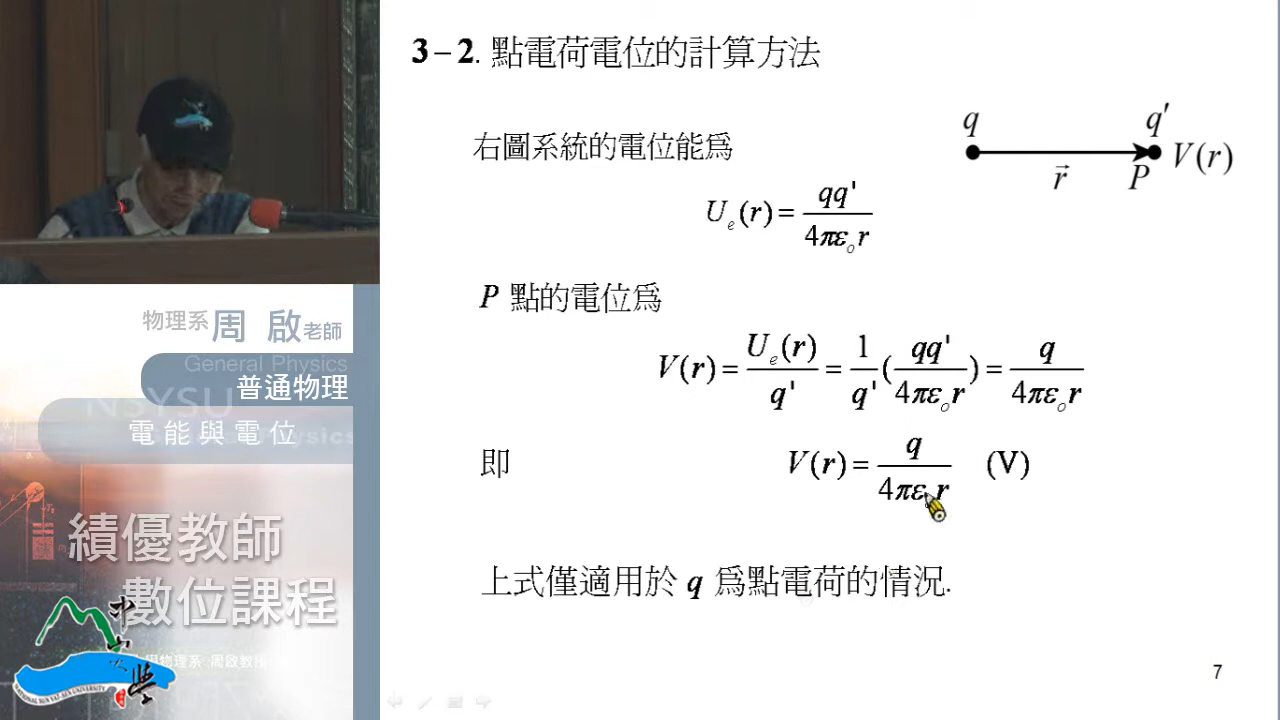 3－2. 點電荷電位的計算方法
右圖系統的電位能為
q q' V(r)
r⃗ P
U_e(r) = qq' / 4πε_o r
P 點的電位為
V(r) = U_e(r) / q' = 1 / q' (qq' / 4πε_o r) = q / 4πε_o r
即 V(r) = q / 4πε_o r (V)
上式僅適用於 q 為點電荷的情況.
7
物理系 周 啟 老師
General Physics
普通物理
NSYSU
電能與電位
績優教師
數位課程